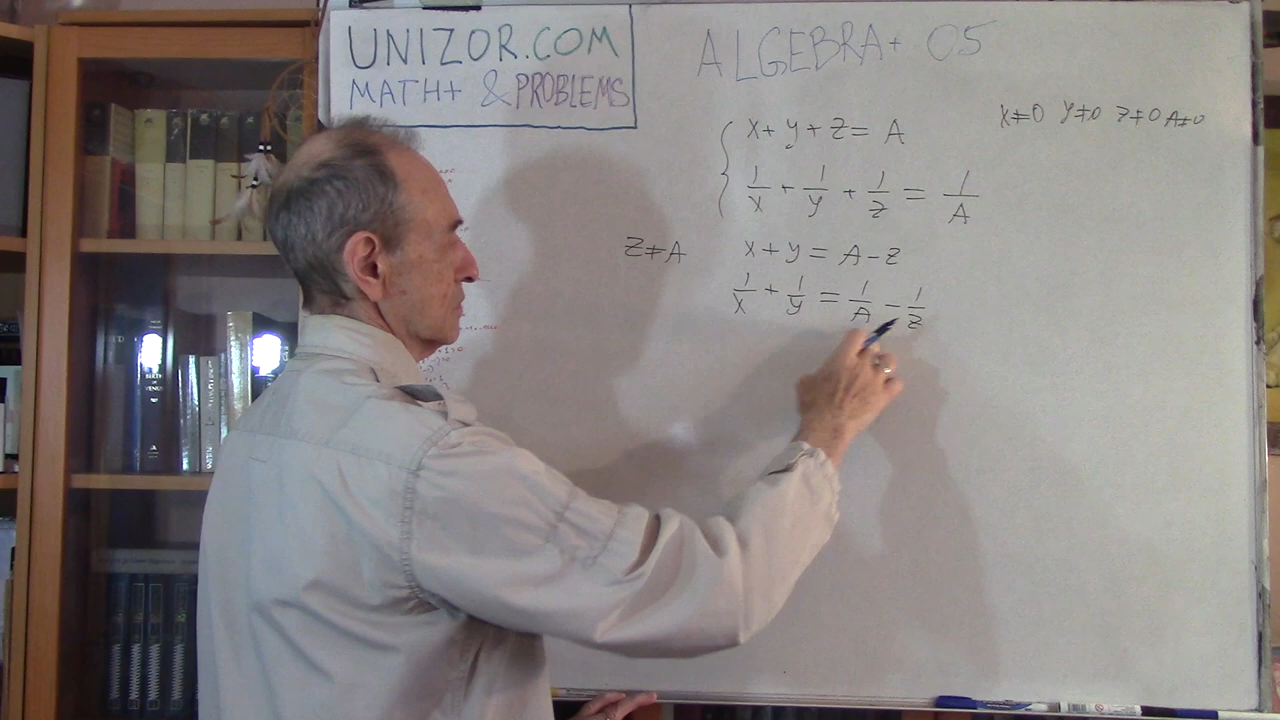 UNIZOR.COM
MATH+ & PROBLEMS
ALGEBRA+ 05
X≠0 Y≠0 Z≠0 A≠0
X+Y+Z=A
1/X + 1/Y + 1/Z = 1/A
Z≠A X+Y=A-Z
1/X + 1/Y = 1/A - 1/Z